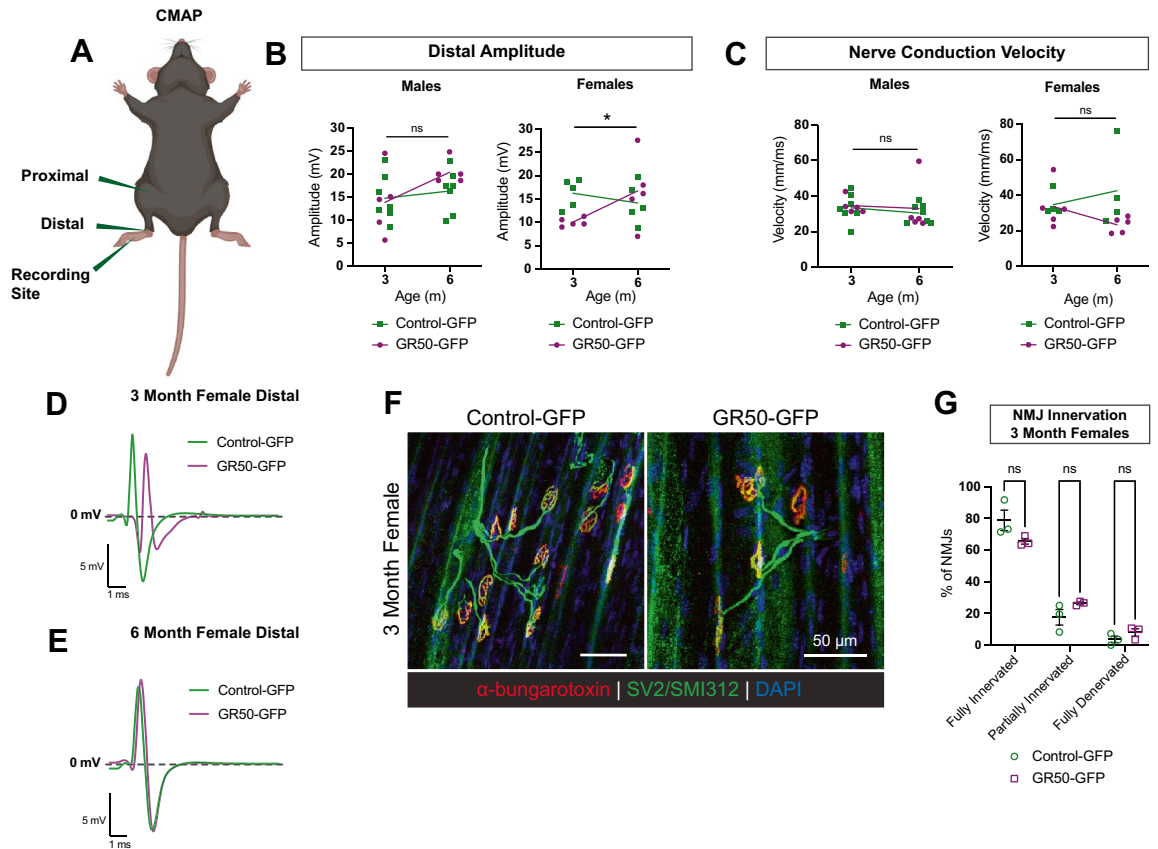 CMAP
A
Proximal
Distal
Recording
Site
B
Distal Amplitude
Males
Females
Amplitude (mV)
30
25
20
15
10
5
0
ns
3
6
Age (m)
Control-GFP
GR50-GFP
Amplitude (mV)
30
25
20
15
10
5
0
*
3
6
Age (m)
Control-GFP
GR50-GFP
C
Nerve Conduction Velocity
Males
Females
Velocity (mm/ms)
80
60
40
20
0
ns
3
6
Age (m)
Control-GFP
GR50-GFP
Velocity (mm/ms)
80
60
40
20
0
ns
3
6
Age (m)
Control-GFP
GR50-GFP
D
3 Month Female Distal
Control-GFP
GR50-GFP
0 mV
5 mV
1 ms
E
6 Month Female Distal
Control-GFP
GR50-GFP
0 mV
5 mV
1 ms
F
Control-GFP
GR50-GFP
3 Month Female
50 µm
α-bungarotoxin | SV2/SMI312 | DAPI
G
NMJ Innervation
3 Month Females
ns
ns
ns
% of NMJs
100
80
60
40
20
0
Fully Innervated
Partially Innervated
Fully Denervated
Control-GFP
GR50-GFP